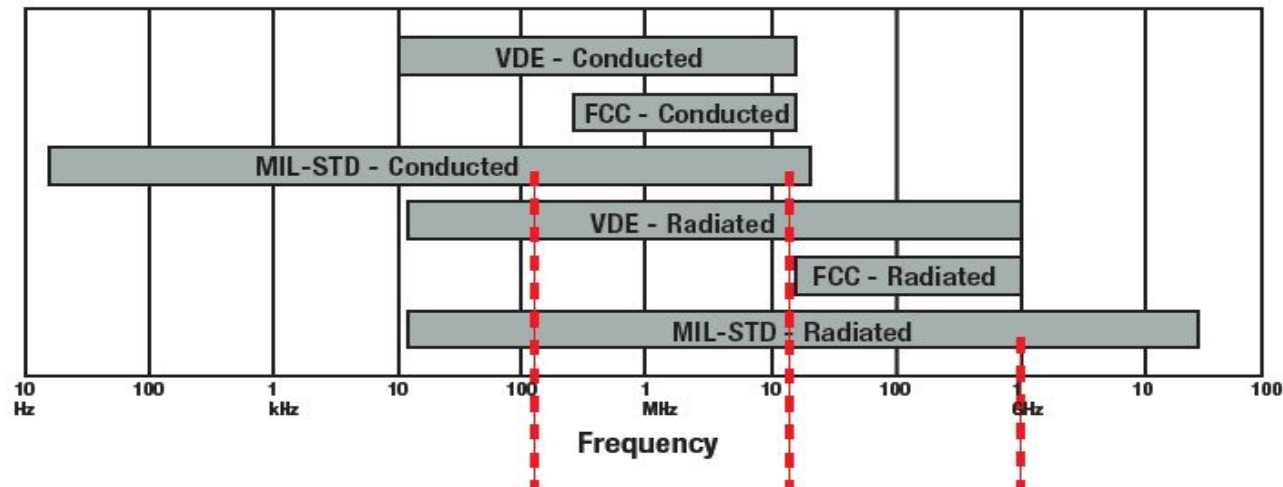 VDE - Conducted
FCC - Conducted
MIL-STD - Conducted
VDE - Radiated
FCC - Radiated
MIL-STD - Radiated
10 100 1 10 100 1 10 100 1 10 100
Hz kHz MHz GHz
Frequency